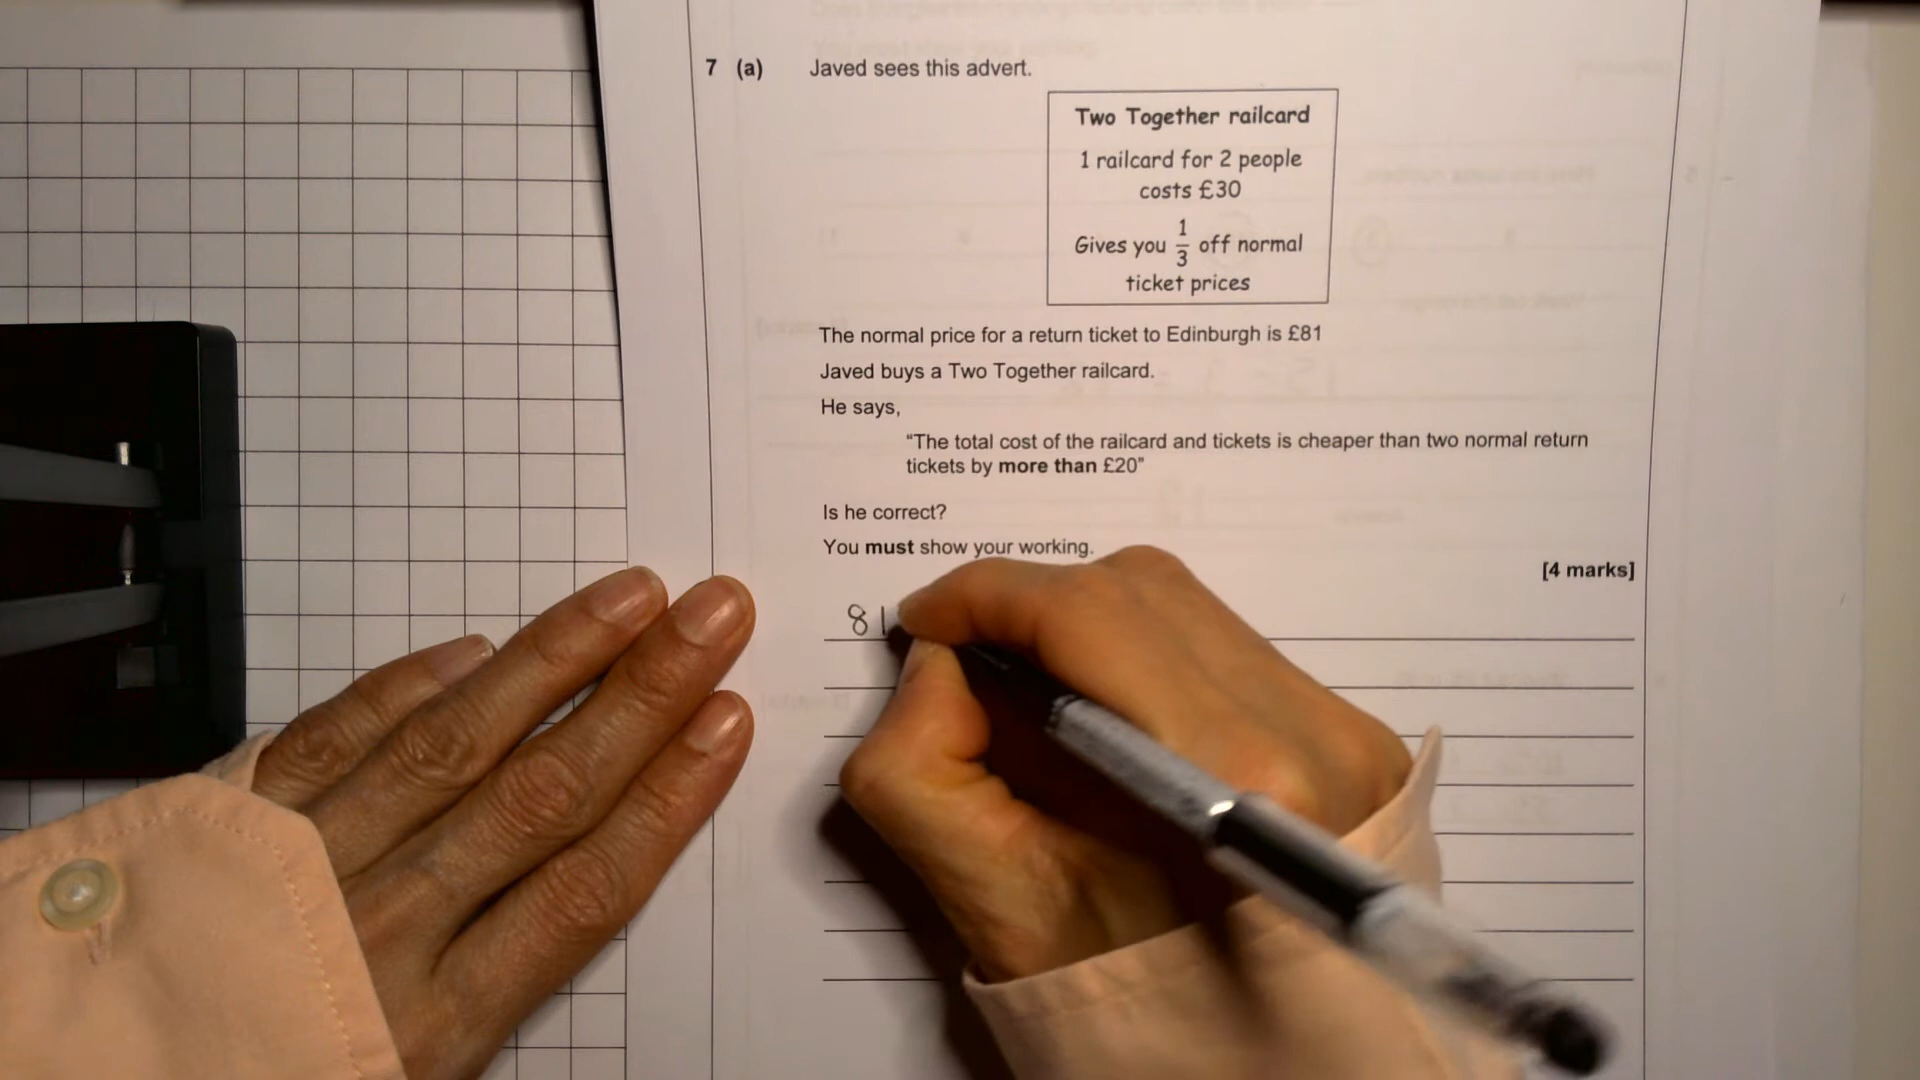 7 (a) Javed sees this advert.
Two Together railcard
1 railcard for 2 people
costs £30
Gives you 1/3 off normal
ticket prices
The normal price for a return ticket to Edinburgh is £81
Javed buys a Two Together railcard.
He says,
“The total cost of the railcard and tickets is cheaper than two normal return
tickets by more than £20”
Is he correct?
You must show your working.
[4 marks]
81